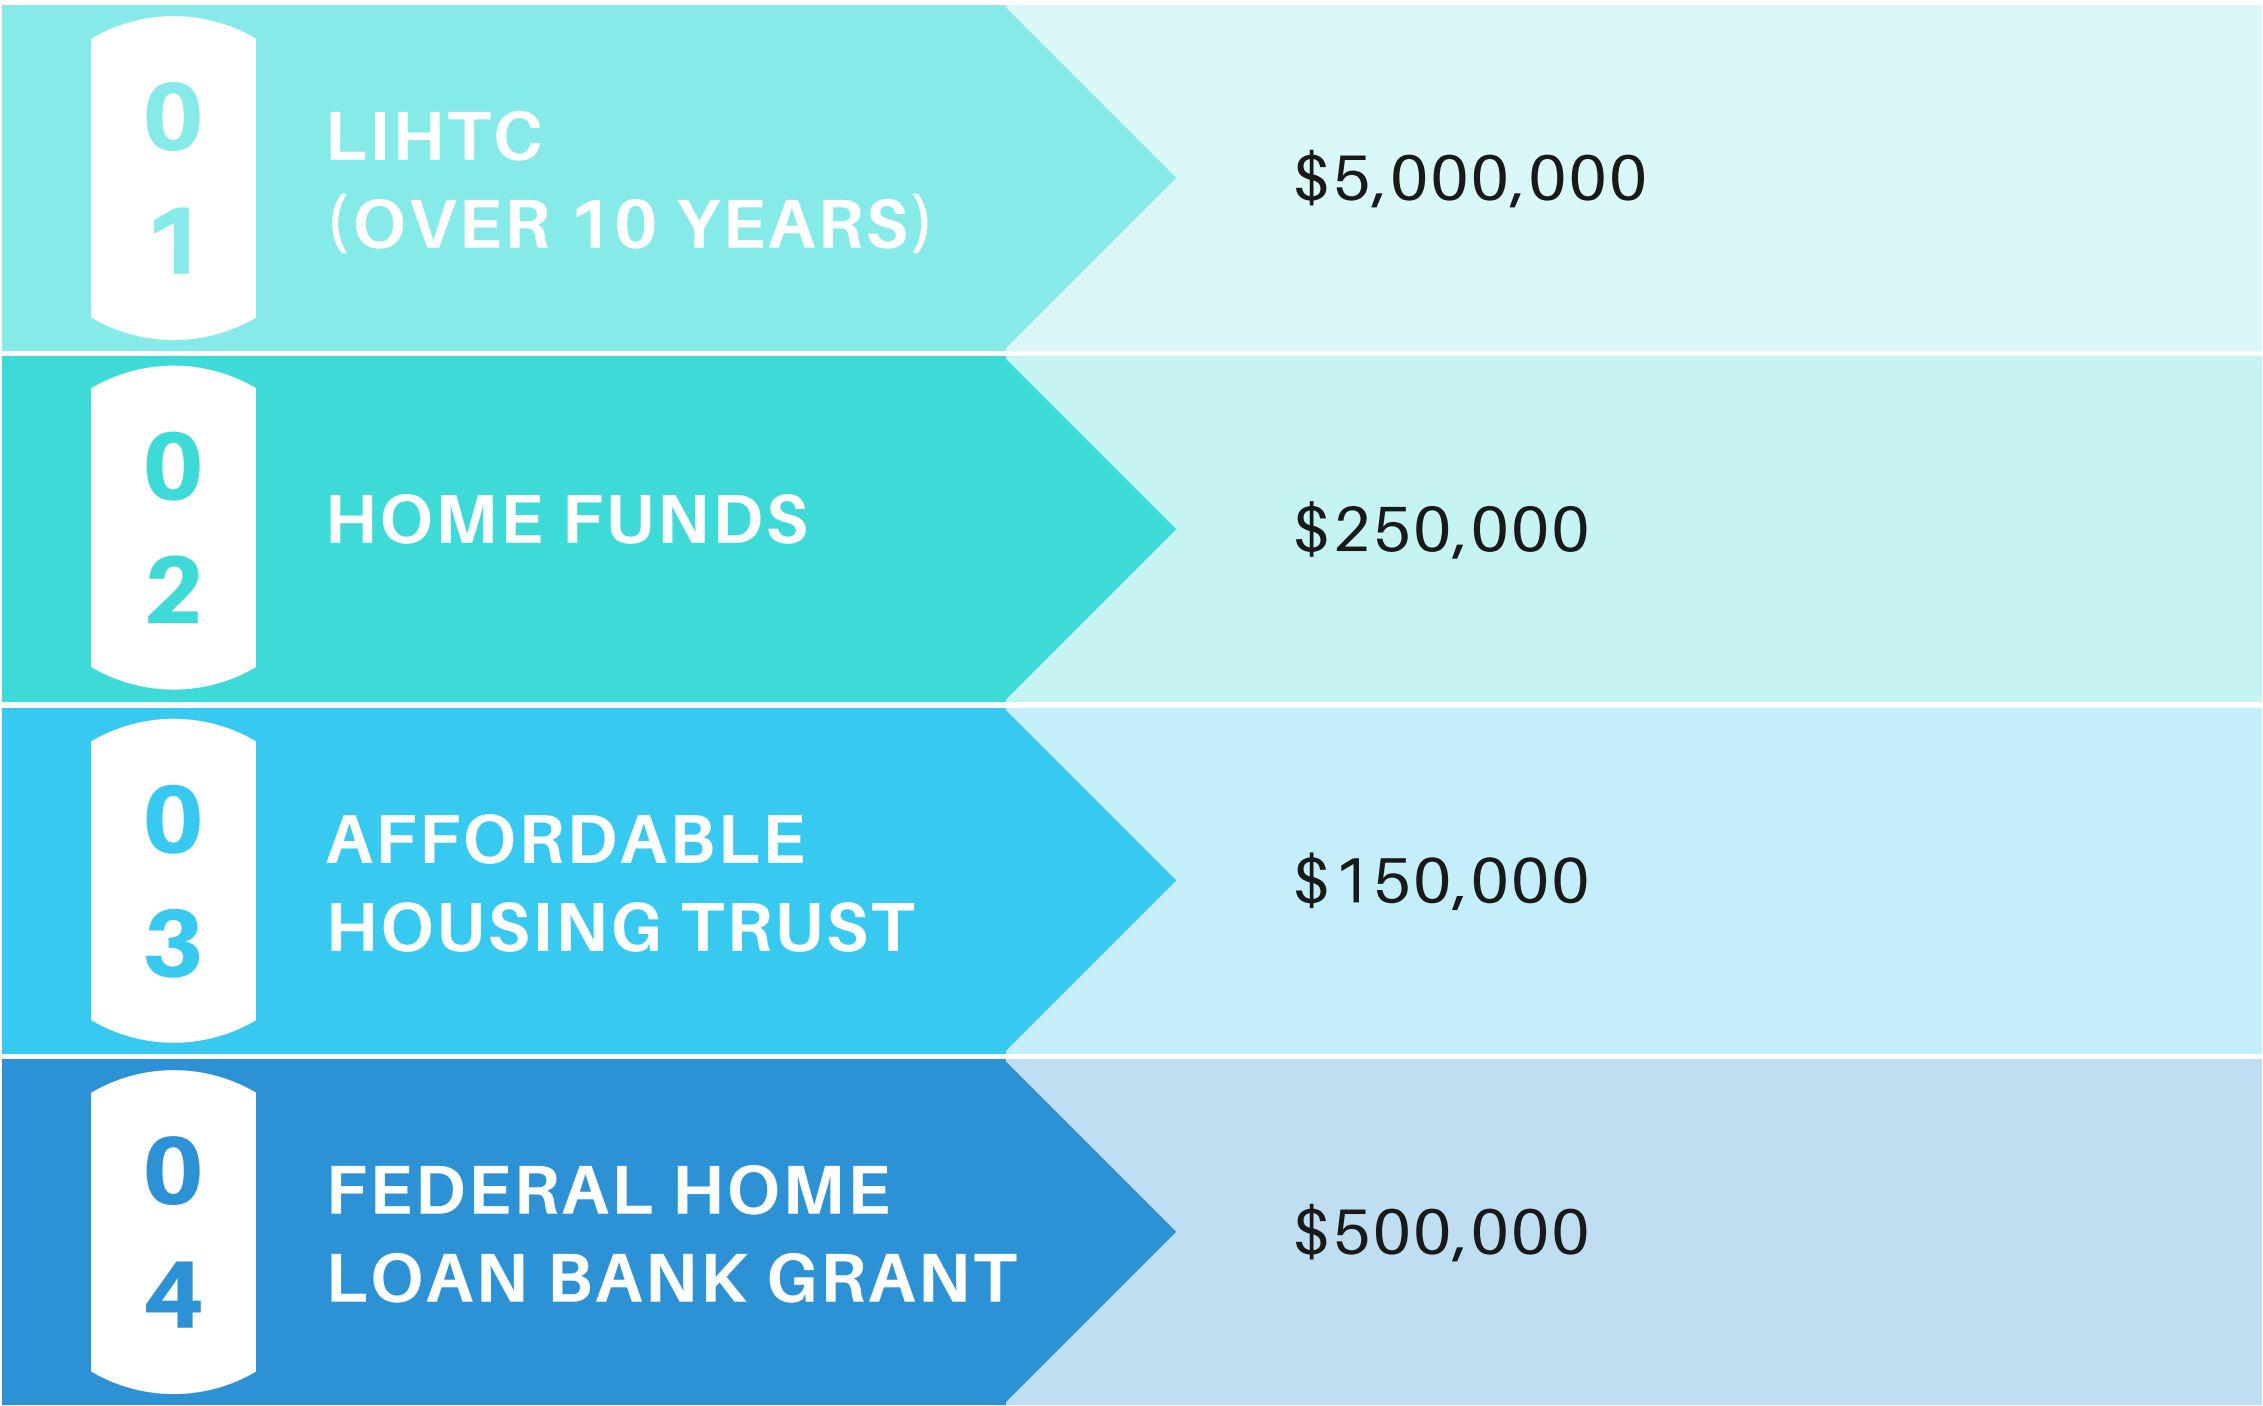 01
LIHTC
(OVER 10 YEARS)
$5,000,000
02
HOME FUNDS
$250,000
03
AFFORDABLE
HOUSING TRUST
$150,000
04
FEDERAL HOME
LOAN BANK GRANT
$500,000